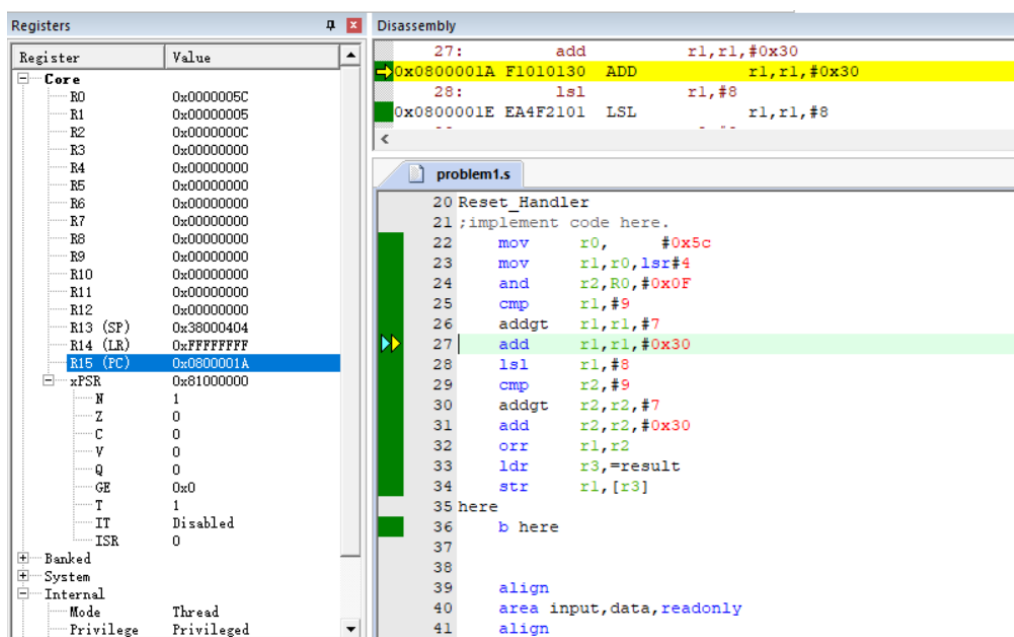 Registers
Register Value
Core
R0 0x0000005C
R1 0x00000005
R2 0x0000000C
R3 0x00000000
R4 0x00000000
R5 0x00000000
R6 0x00000000
R7 0x00000000
R8 0x00000000
R9 0x00000000
R10 0x00000000
R11 0x00000000
R12 0x00000000
R13 (SP) 0x38000404
R14 (LR) 0xFFFFFFFF
R15 (PC) 0x0800001A
xPSR 0x81000000
N 1
Z 0
C 0
V 0
Q 0
GE 0x0
T 1
IT Disabled
ISR 0
Banked
System
Internal
Mode Thread
Privilege Privileged
Disassembly
27: add r1,r1,#0x30
0x0800001A F1010130 ADD r1,r1,#0x30
28: lsl r1,#8
0x0800001E EA4F2101 LSL r1,r1,#8
problem1.s
20 Reset_Handler
21 ;implement code here.
22 mov r0, #0x5c
23 mov r1,r0,lsr#4
24 and r2,R0,#0x0F
25 cmp r1,#9
26 addgt r1,r1,#7
27 add r1,r1,#0x30
28 lsl r1,#8
29 cmp r2,#9
30 addgt r2,r2,#7
31 add r2,r2,#0x30
32 orr r1,r2
33 ldr r3,=result
34 str r1,[r3]
35 here
36 b here
37
38
39 align
40 area input,data,readonly
41 align